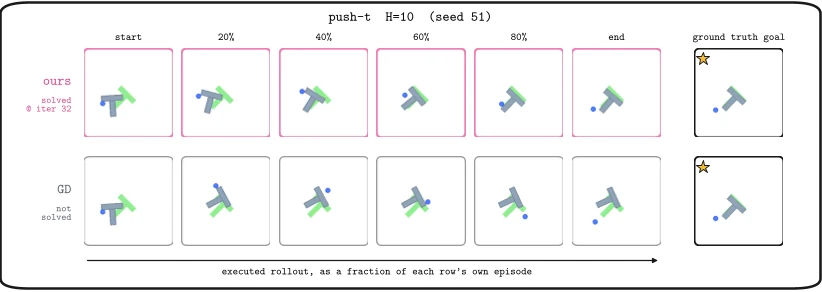 push-t H=10 (seed 51)
start 20% 40% 60% 80% end ground truth goal
ours
solved
@ iter 32
GD
not
solved
executed rollout, as a fraction of each row's own episode